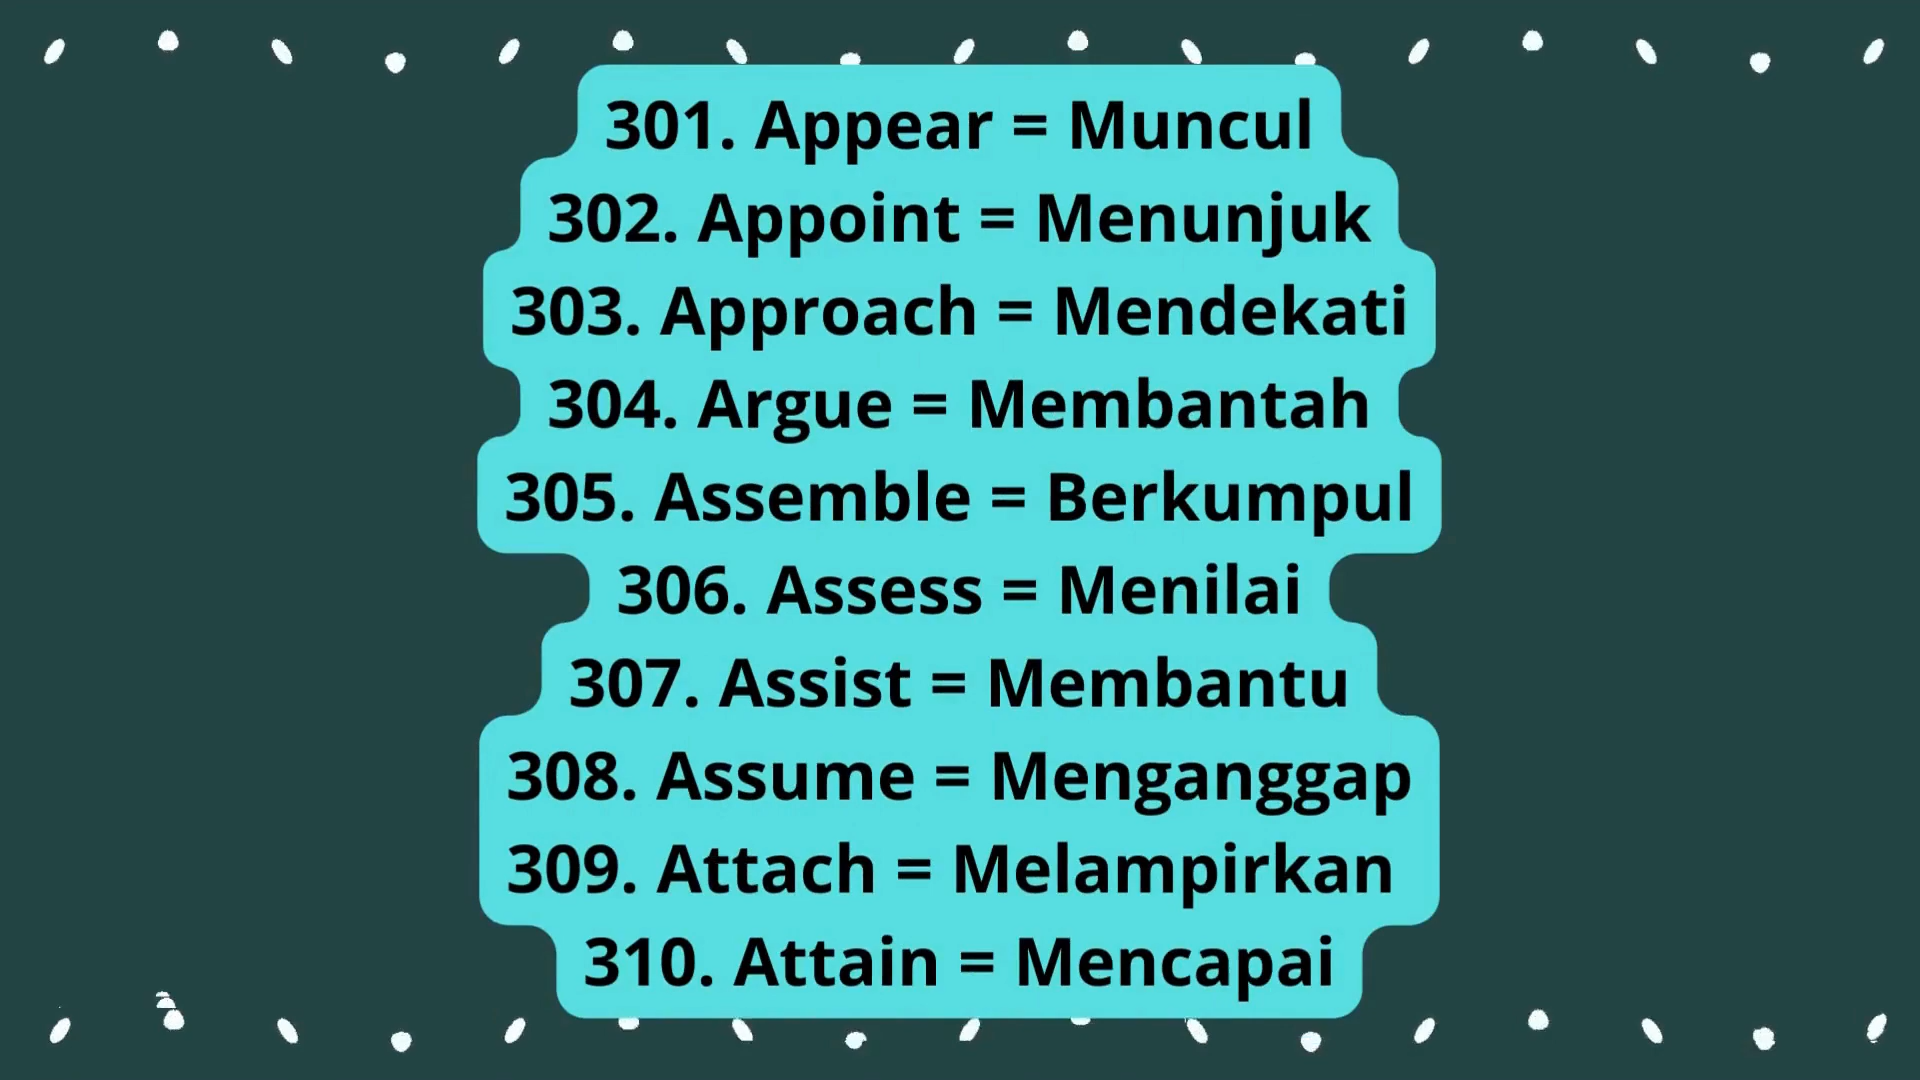 301. Appear = Muncul
302. Appoint = Menunjuk
303. Approach = Mendekati
304. Argue = Membantah
305. Assemble = Berkumpul
306. Assess = Menilai
307. Assist = Membantu
308. Assume = Menganggap
309. Attach = Melampirkan
310. Attain = Mencapai